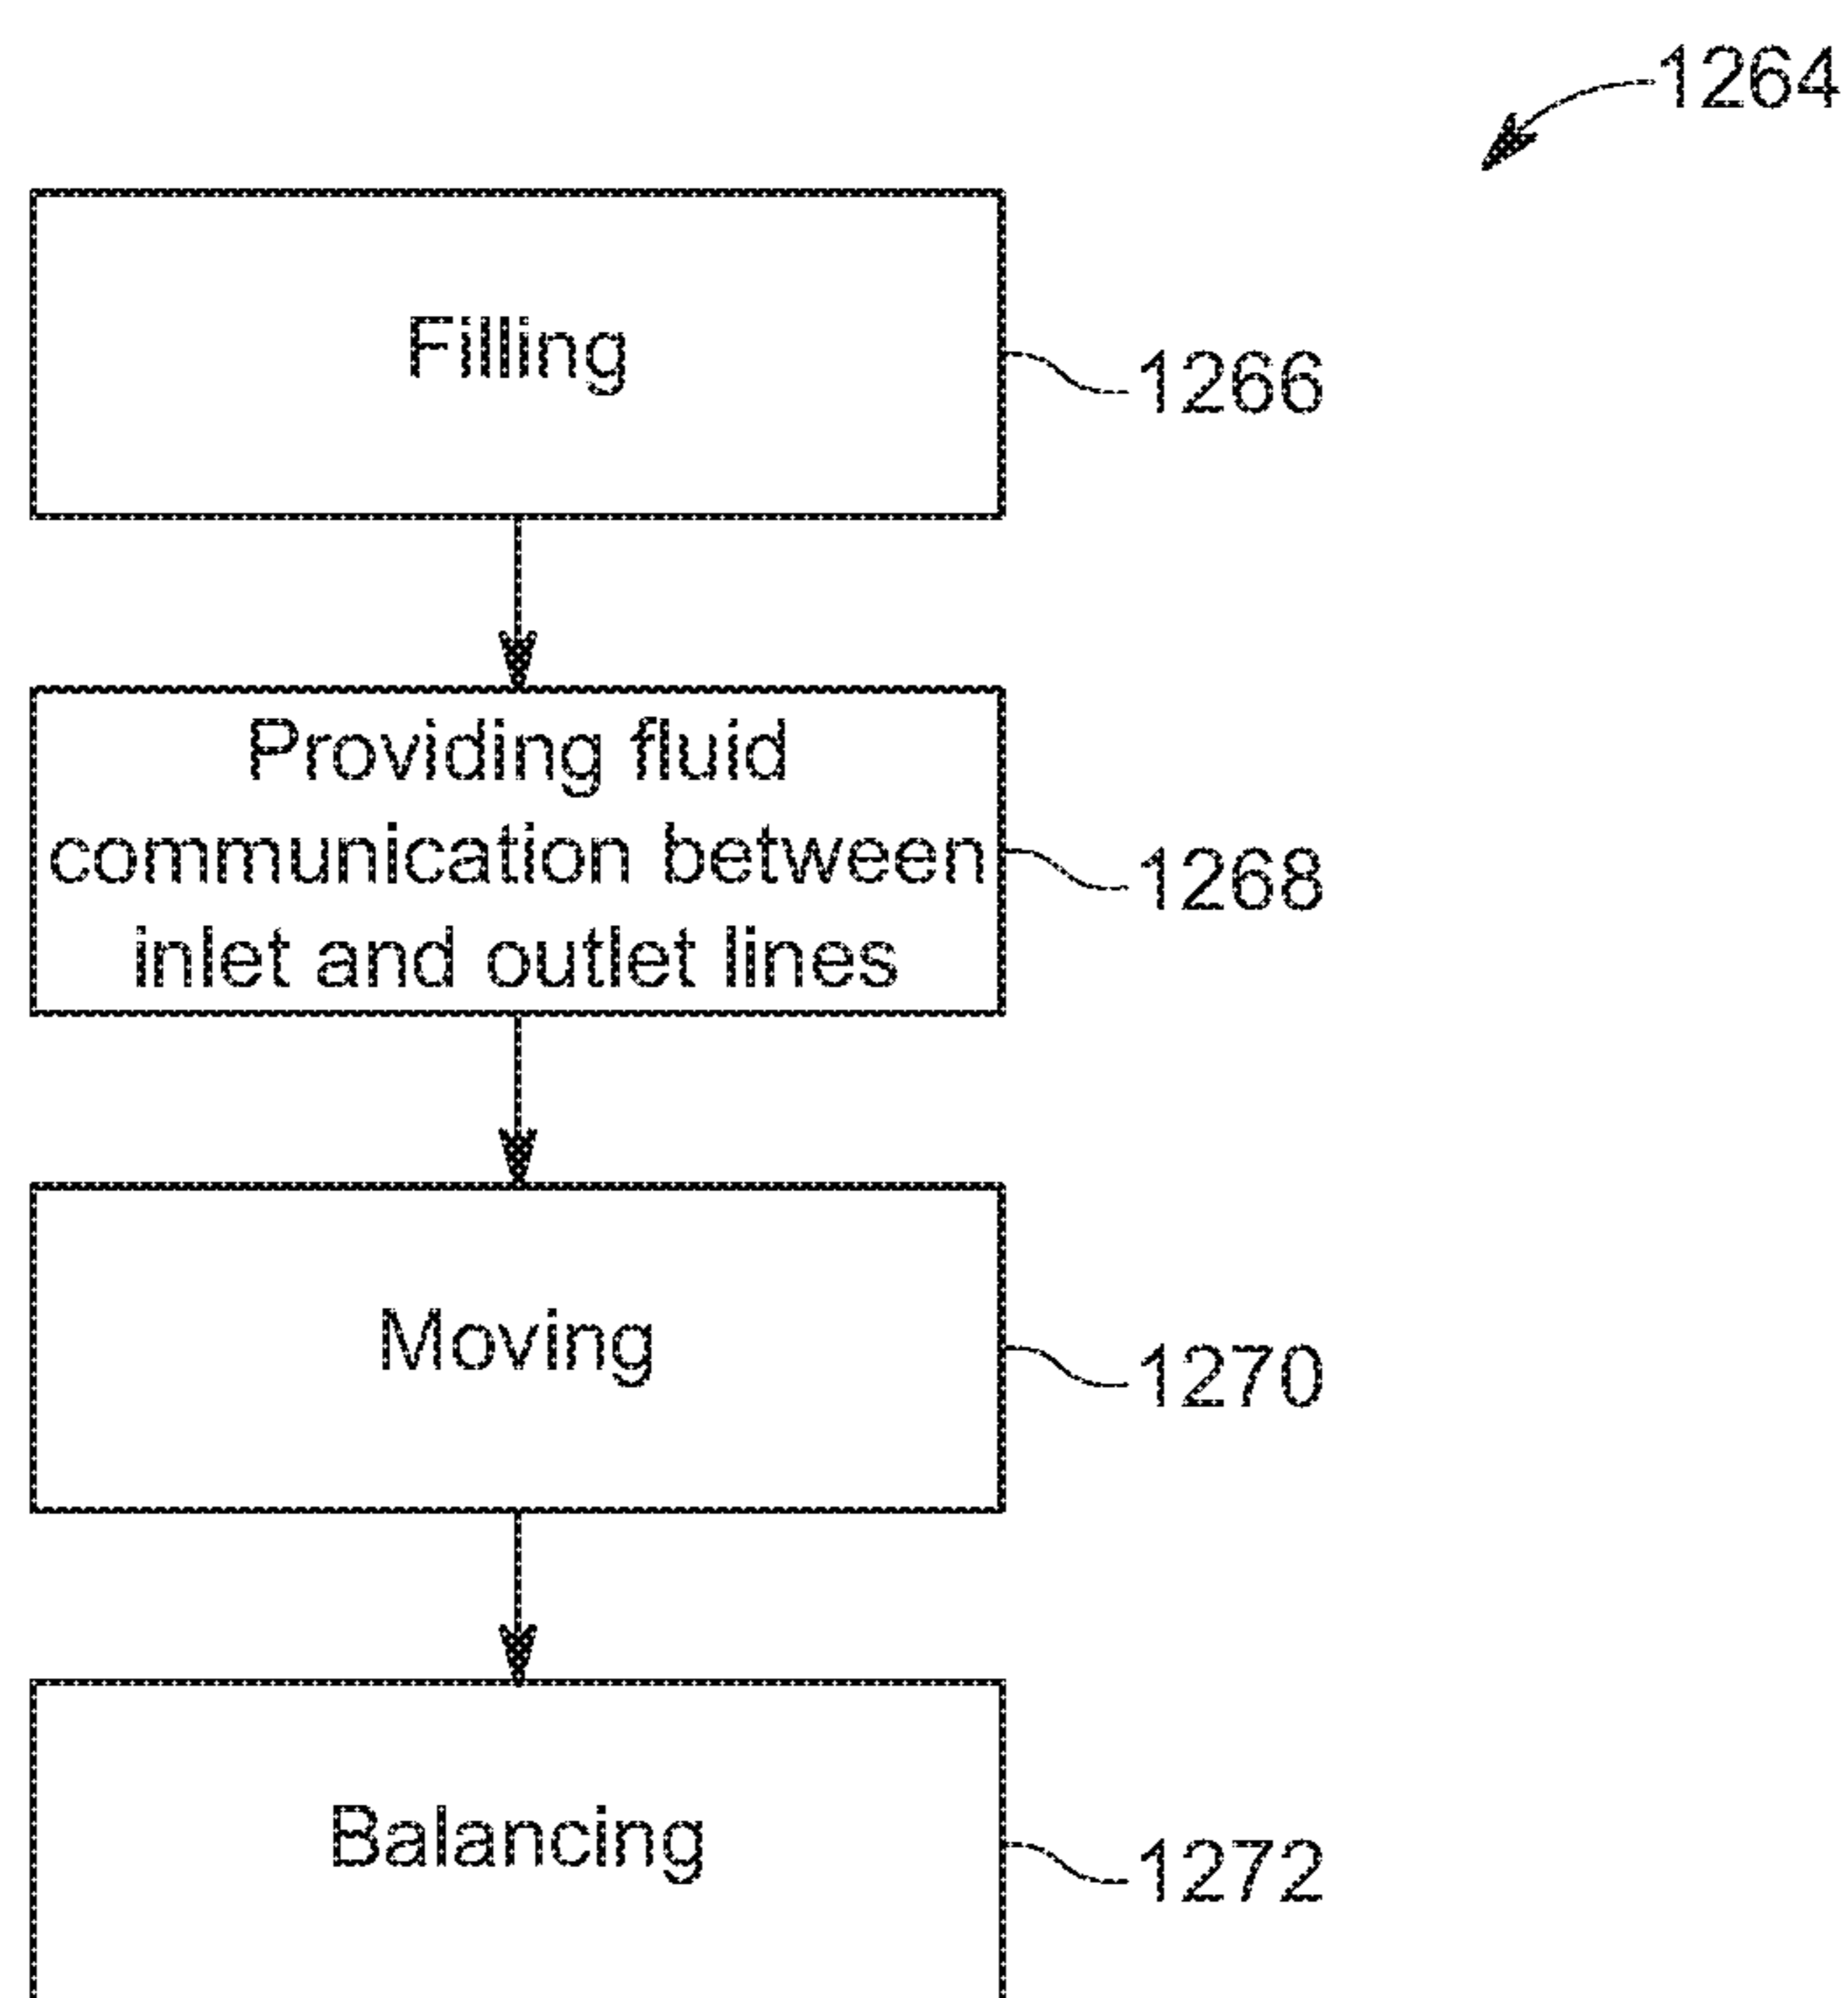 1264
Filling
1266
Providing fluid
communication between
inlet and outlet lines
1268
Moving
1270
Balancing
1272